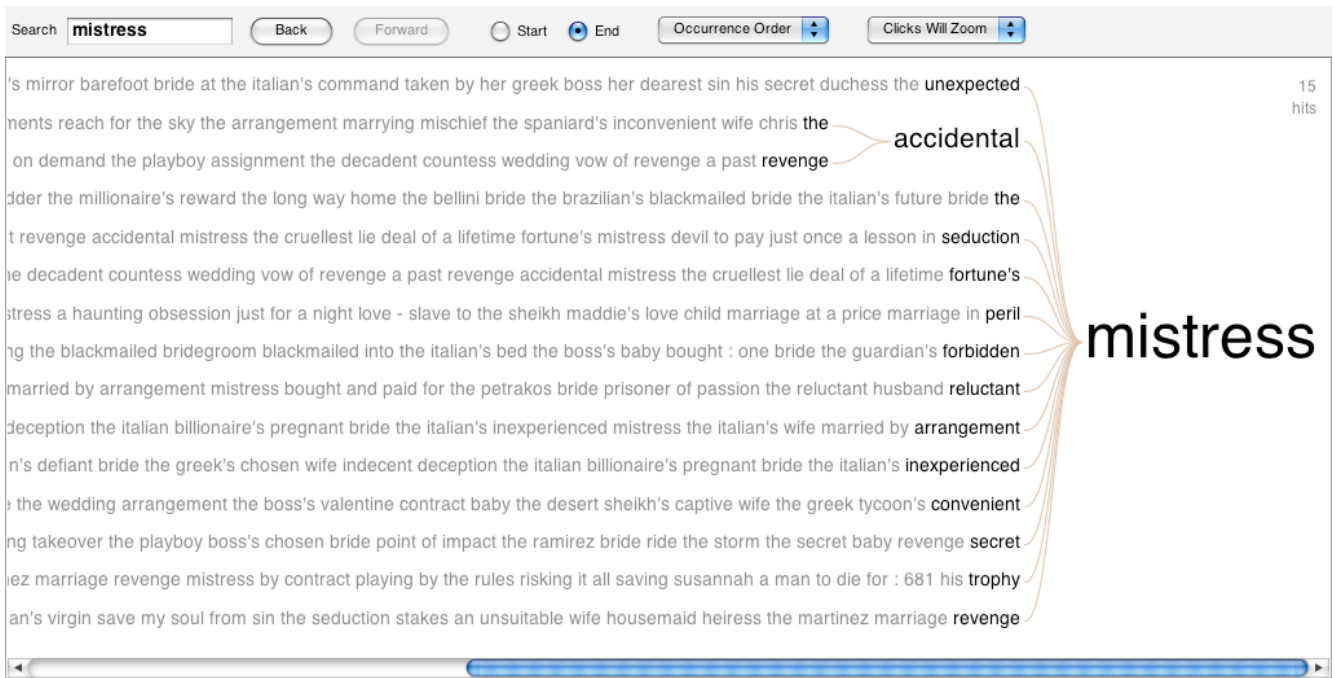 Search mistress Back Forward Start End Occurrence Order Clicks Will Zoom
's mirror barefoot bride at the italian's command taken by her greek boss her dearest sin his secret duchess the unexpected
15
hits
ments reach for the sky the arrangement marrying mischief the spaniard's inconvenient wife chris the
accidental
on demand the playboy assignment the decadent countess wedding vow of revenge a past revenge
dder the millionaire's reward the long way home the bellini bride the brazilian's blackmailed bride the italian's future bride the
t revenge accidental mistress the cruellest lie deal of a lifetime fortune's mistress devil to pay just once a lesson in seduction
he decadent countess wedding vow of revenge a past revenge accidental mistress the cruellest lie deal of a lifetime fortune's
stress a haunting obsession just for a night love - slave to the sheikh maddie's love child marriage at a price marriage in peril
mistress
ng the blackmailed bridegroom blackmailed into the italian's bed the boss's baby bought : one bride the guardian's forbidden
married by arrangement mistress bought and paid for the petrakos bride prisoner of passion the reluctant husband reluctant
deception the italian billionaire's pregnant bride the italian's inexperienced mistress the italian's wife married by arrangement
n's defiant bride the greek's chosen wife indecent deception the italian billionaire's pregnant bride the italian's inexperienced
e the wedding arrangement the boss's valentine contract baby the desert sheikh's captive wife the greek tycoon's convenient
ng takeover the playboy boss's chosen bride point of impact the ramirez bride ride the storm the secret baby revenge secret
nez marriage revenge mistress by contract playing by the rules risking it all saving susannah a man to die for : 681 his trophy
an's virgin save my soul from sin the seduction stakes an unsuitable wife housemaid heiress the martinez marriage revenge